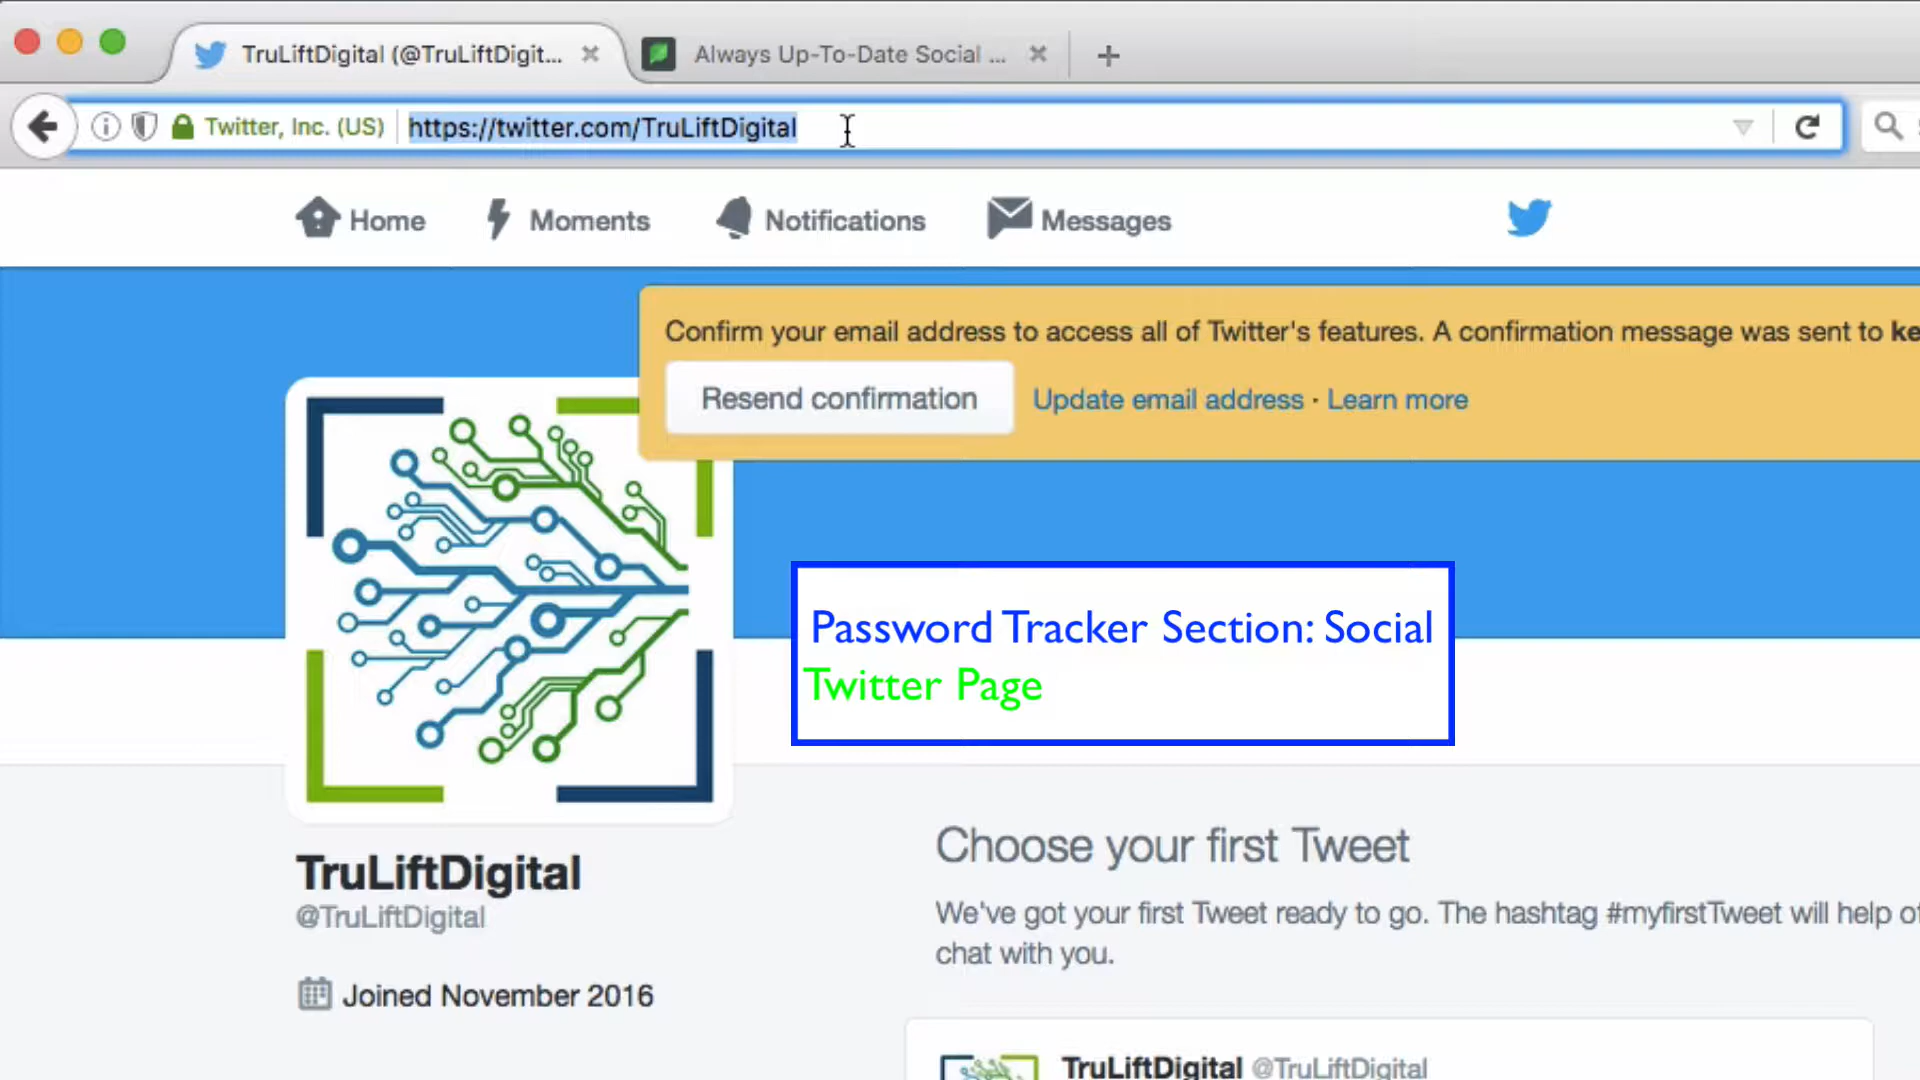 TruLiftDigital (@TruLiftDigit...
Always Up-To-Date Social ...
Twitter, Inc. (US)
https://twitter.com/TruLiftDigital
Home
Moments
Notifications
Messages
Confirm your email address to access all of Twitter's features. A confirmation message was sent to ke
Resend confirmation
Update email address · Learn more
Password Tracker Section: Social
Twitter Page
TruLiftDigital
@TruLiftDigital
Joined November 2016
Choose your first Tweet
We've got your first Tweet ready to go. The hashtag #myfirstTweet will help
chat with you.
TruLiftDigital @TruLiftDigital